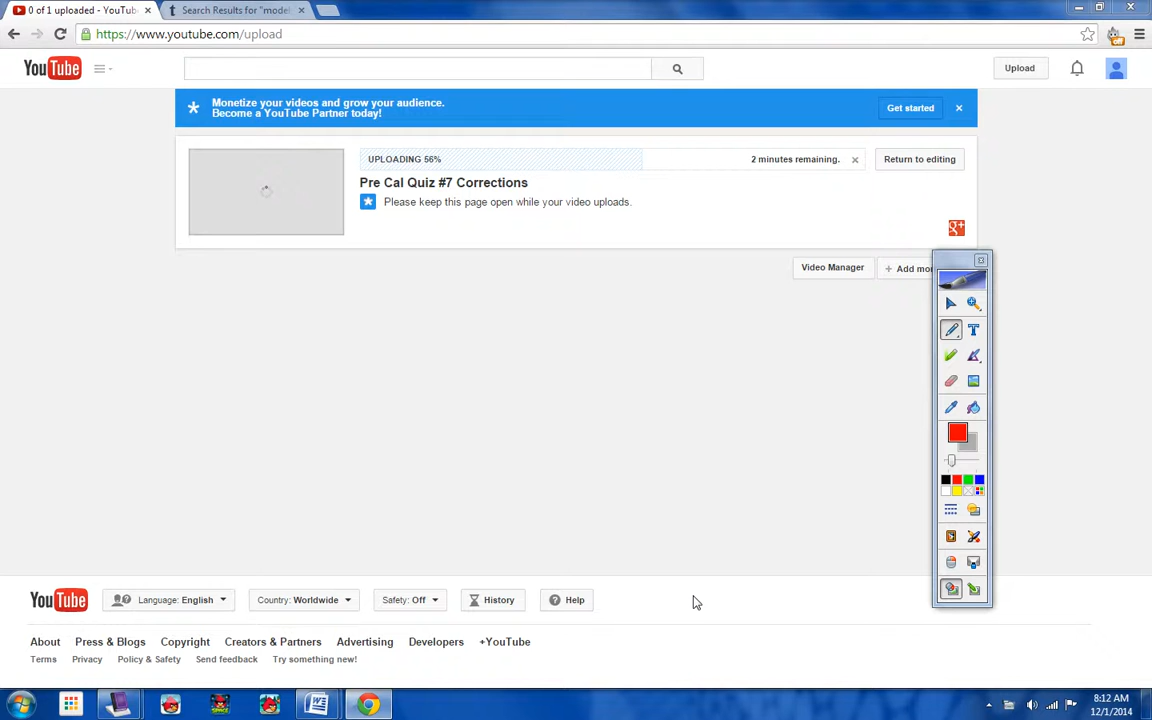 0 of 1 uploaded - YouTub
Search Results for "model
https://www.youtube.com/upload
YouTube
Upload
Monetize your videos and grow your audience.
Become a YouTube Partner today!
Get started
UPLOADING 56%
2 minutes remaining.
Return to editing
Pre Cal Quiz #7 Corrections
Please keep this page open while your video uploads.
g+
Video Manager
+ Add mo
T
YouTube
Language: English
Country: Worldwide
Safety: Off
History
Help
About
Press & Blogs
Copyright
Creators & Partners
Advertising
Developers
+YouTube
Terms
Privacy
Policy & Safety
Send feedback
Try something new!
8:12 AM
12/1/2014